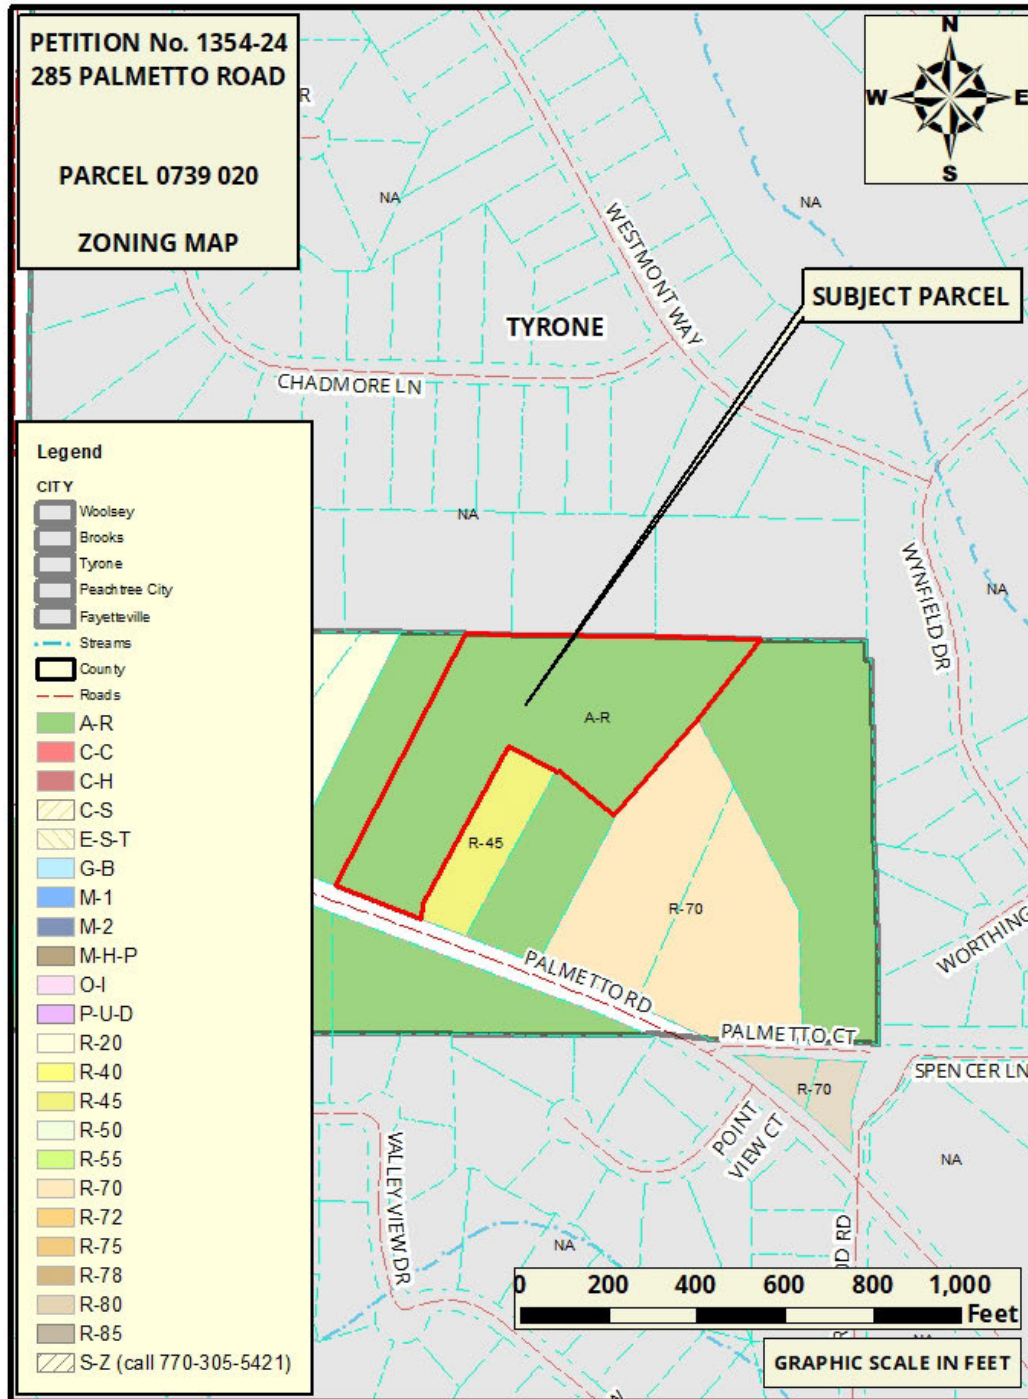 PETITION No. 1354-24
285 PALMETTO ROAD
PARCEL 0739 020
ZONING MAP
R
N
W E
S
NA
NA
WESTMONT WAY
SUBJECT PARCEL
TYRONE
CHADMORE LN
Legend
CITY
Woolsey
Brooks
Tyrone
Peachtree City
Fayetteville
Streams
County
Roads
A-R
C-C
C-H
C-S
E-S-T
G-B
M-1
M-2
M-H-P
O-I
P-U-D
R-20
R-40
R-45
R-50
R-55
R-70
R-72
R-75
R-78
R-80
R-85
S-Z (call 770-305-5421)
NA
WYNFIELD DR
NA
A-R
R-45
R-70
WORTHING
PALMETTO RD
PALMETTO CT
SPENCER LN
R-70
POINT
VIEW CT
NA
VALLEY VIEW DR
NA
OD RD
R
NA
W
0 200 400 600 800 1,000
Feet
GRAPHIC SCALE IN FEET